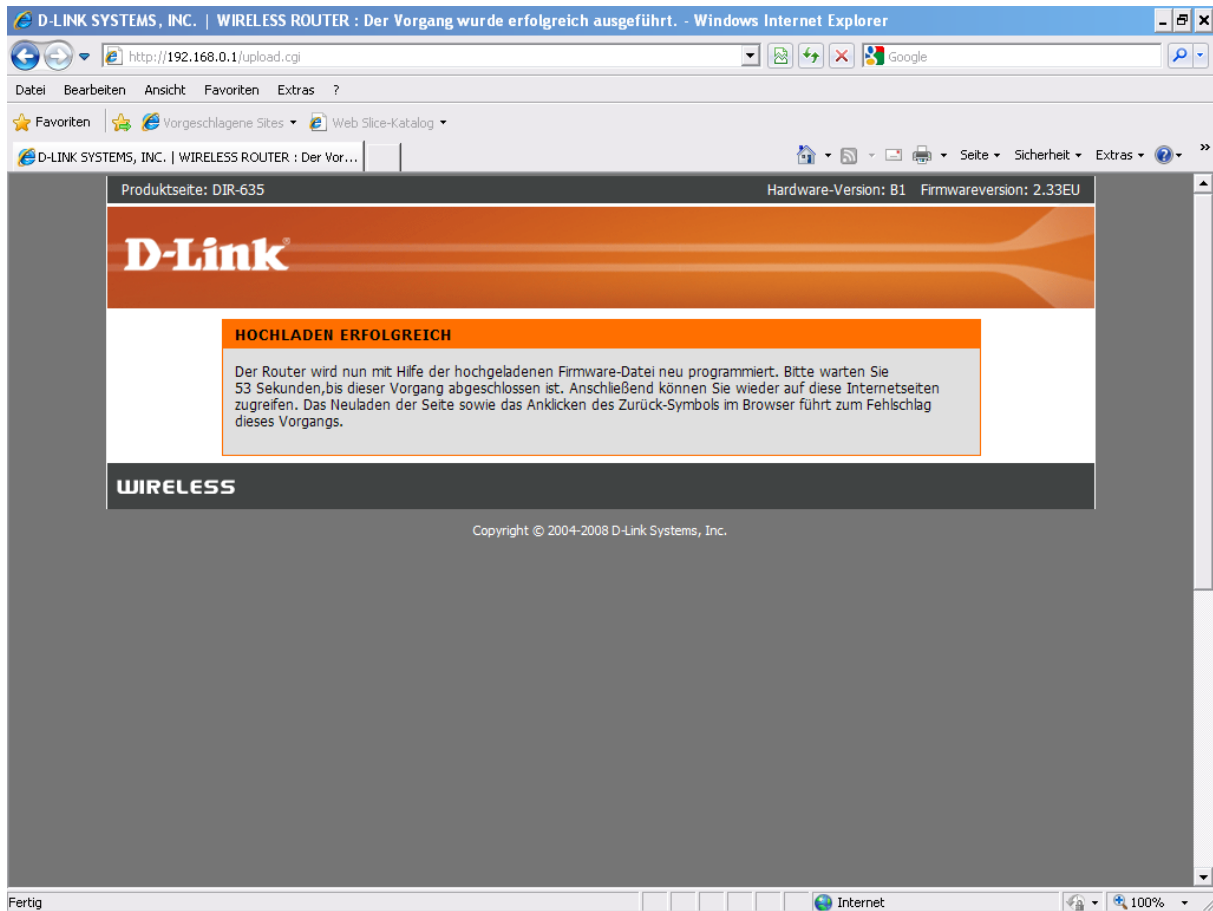 D-LINK SYSTEMS, INC. | WIRELESS ROUTER : Der Vorgang wurde erfolgreich ausgeführt. - Windows Internet Explorer
http://192.168.0.1/upload.cgi
Google
Datei Bearbeiten Ansicht Favoriten Extras ?
Favoriten Vorgeschlagene Sites Web Slice-Katalog
D-LINK SYSTEMS, INC. | WIRELESS ROUTER : Der Vor...
Seite Sicherheit Extras
Produktseite: DIR-635
Hardware-Version: B1 Firmwareversion: 2.33EU
D-Link®
HOCHLADEN ERFOLGREICH
Der Router wird nun mit Hilfe der hochgeladenen Firmware-Datei neu programmiert. Bitte warten Sie
53 Sekunden,bis dieser Vorgang abgeschlossen ist. Anschließend können Sie wieder auf diese Internetseiten
zugreifen. Das Neuladen der Seite sowie das Anklicken des Zurück-Symbols im Browser führt zum Fehlschlag
dieses Vorgangs.
WIRELESS
Copyright © 2004-2008 D-Link Systems, Inc.
Fertig
Internet
100%